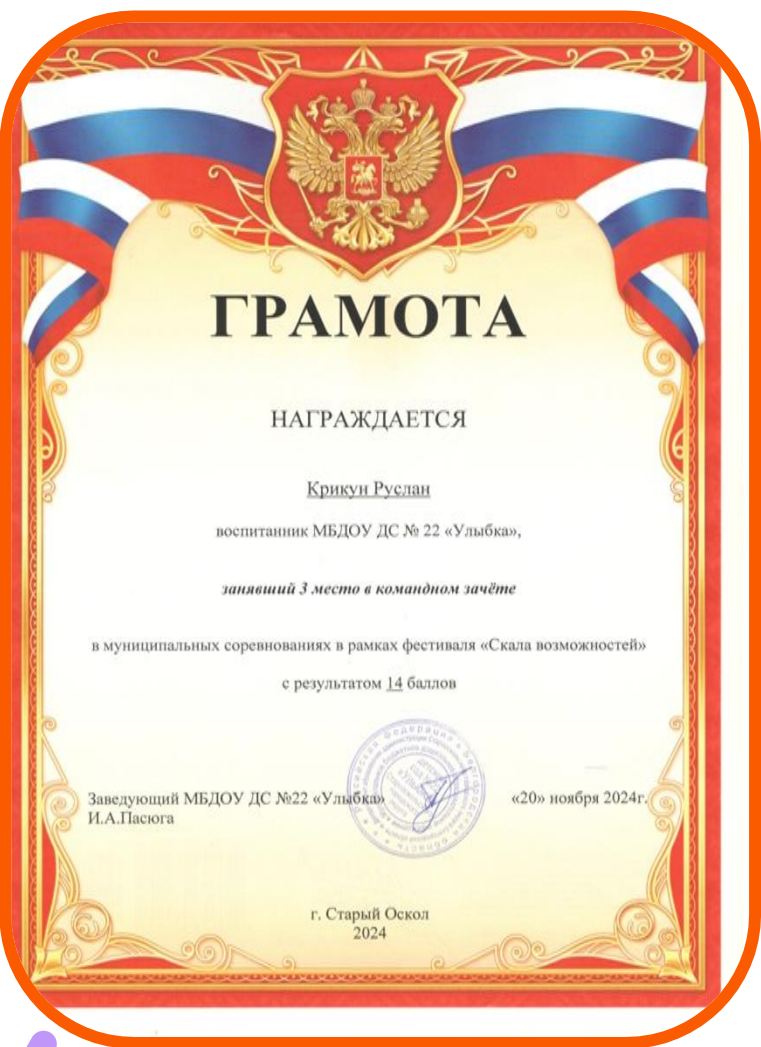 ГРАМОТА
НАГРАЖДАЕТСЯ
Крикун Руслан
воспитанник МБДОУ ДС № 22 «Улыбка»,
занявший 3 место в командном зачёте
в муниципальных соревнованиях в рамках фестиваля «Скала возможностей»
с результатом 14 баллов
Заведующий МБДОУ ДС №22 «Улыбка»
И.А.Пасюга
«20» ноября 2024г.
г. Старый Оскол
2024